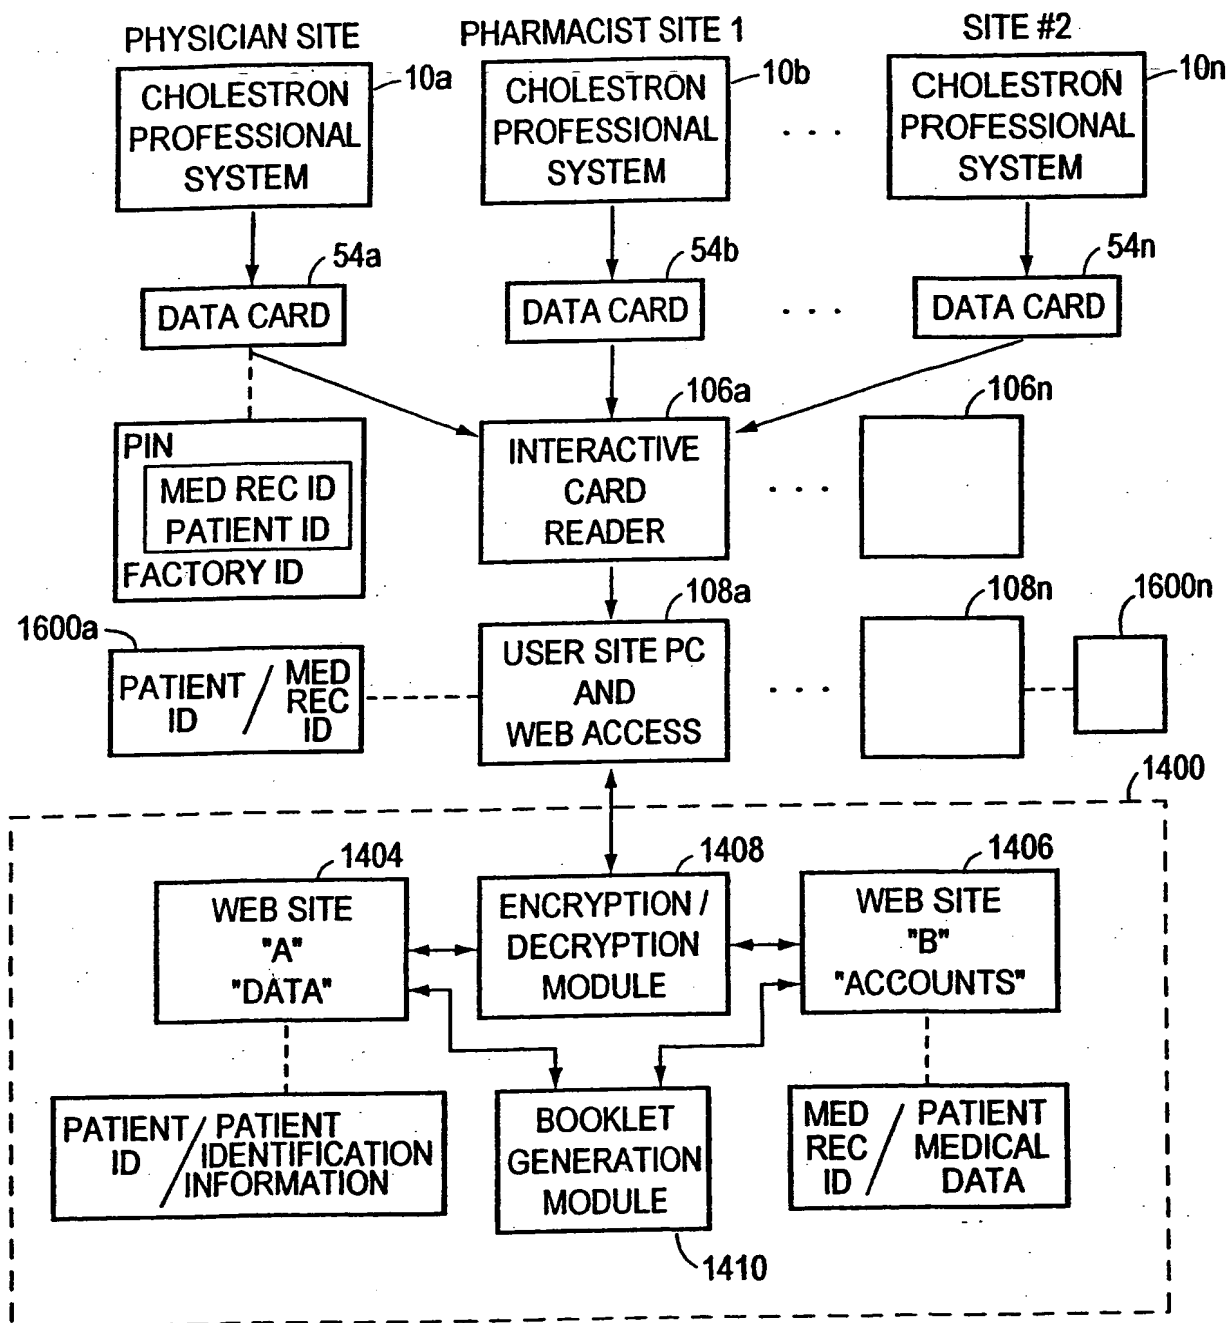 PHYSICIAN SITE
PHARMACIST SITE 1
SITE #2
10a
10b
10n
CHOLESTRON
PROFESSIONAL
SYSTEM
CHOLESTRON
PROFESSIONAL
SYSTEM
. . .
CHOLESTRON
PROFESSIONAL
SYSTEM
54a
54b
54n
DATA CARD
DATA CARD
. . .
DATA CARD
106a
106n
PIN
MED REC ID
PATIENT ID
FACTORY ID
INTERACTIVE
CARD
READER
. . .
108a
108n
1600a
1600n
PATIENT
ID
/
MED
REC
ID
USER SITE PC
AND
WEB ACCESS
. . .
1400
1404
1408
1406
WEB SITE
"A"
"DATA"
ENCRYPTION /
DECRYPTION
MODULE
WEB SITE
"B"
"ACCOUNTS"
PATIENT
ID
/
PATIENT
IDENTIFICATION
INFORMATION
BOOKLET
GENERATION
MODULE
MED
REC
ID
/
PATIENT
MEDICAL
DATA
1410